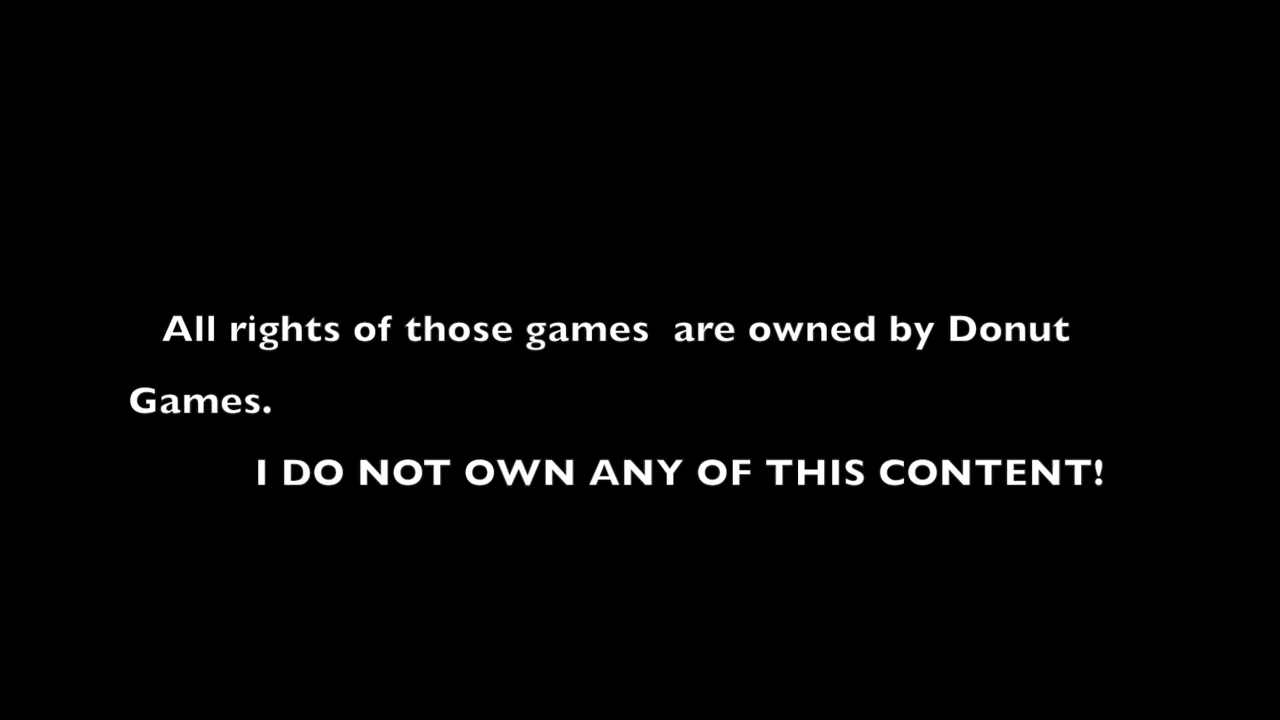 All rights of those games  are owned by Donut
Games.
I DO NOT OWN ANY OF THIS CONTENT!